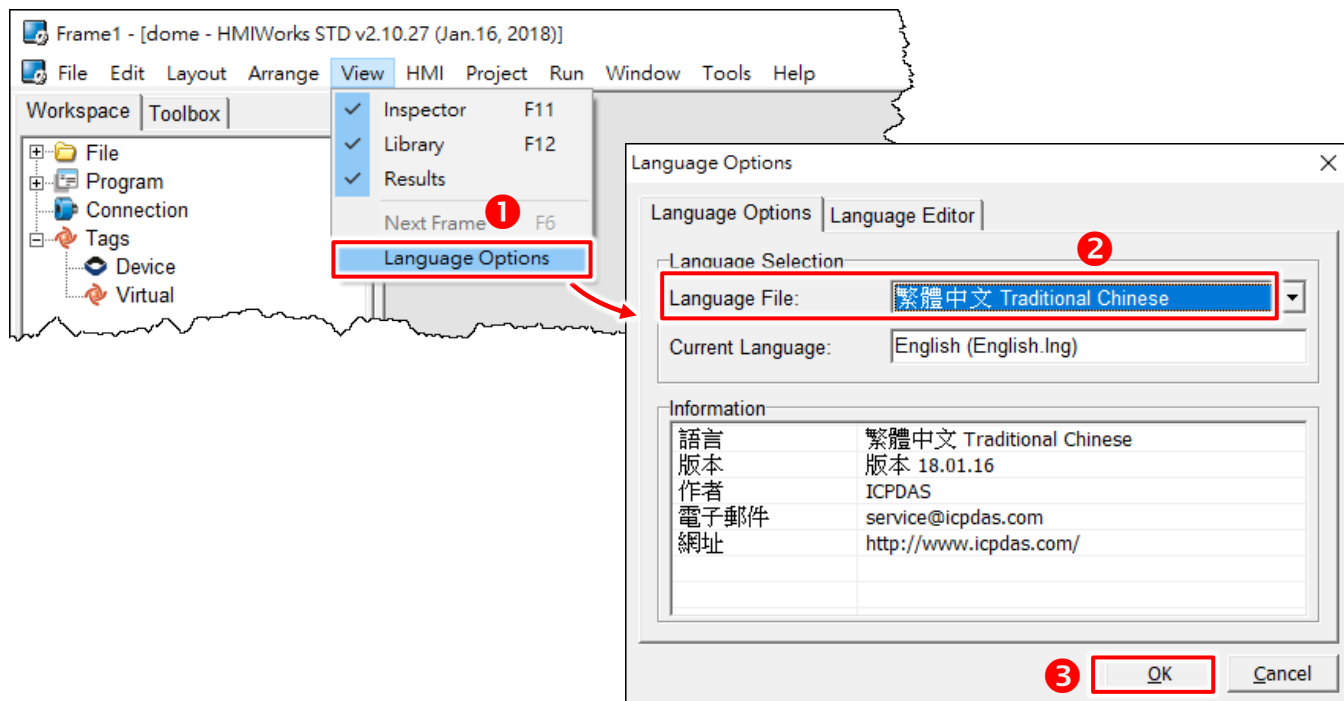 Frame1 - [dome - HMIWorks STD v2.10.27 (Jan.16, 2018)]
File Edit Layout Arrange View HMI Project Run Window Tools Help
Workspace Toolbox
File
Program
Connection
Tags
Device
Virtual
Inspector F11
Library F12
Results
Next Frame F6
1
Language Options
Language Options
Language Options Language Editor
2
Language Selection
Language File: 繁體中文 Traditional Chinese
Current Language: English (English.lng)
Information
語言 繁體中文 Traditional Chinese
版本 版本 18.01.16
作者 ICPDAS
電子郵件 service@icpdas.com
網址 http://www.icpdas.com/
3 OK Cancel